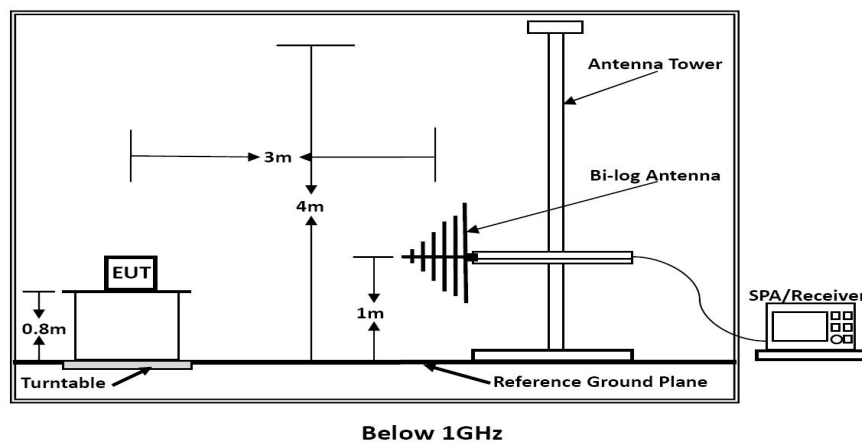 Antenna Tower
3m
Bi-log Antenna
4m
EUT
SPA/Receiver
0.8m
1m
Turntable
Reference Ground Plane
Below 1GHz